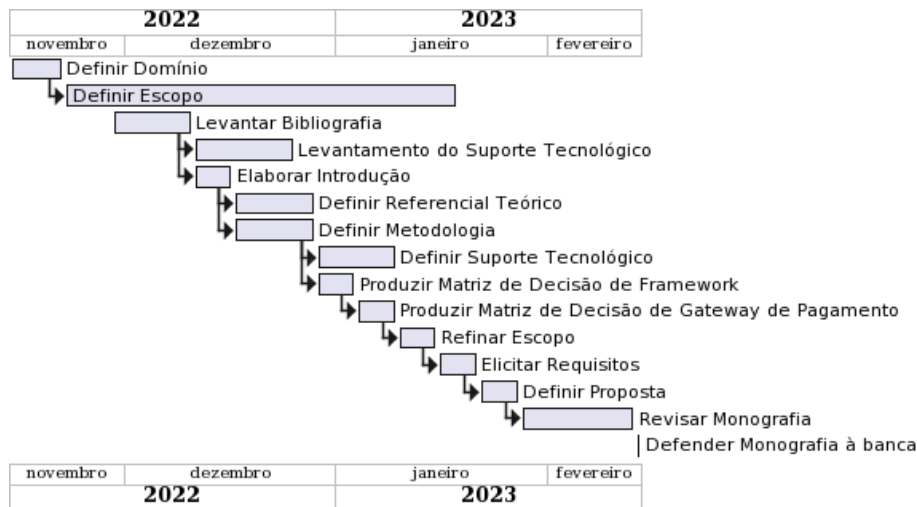 2022 2023
novembro dezembro janeiro fevereiro
Definir Domínio
Definir Escopo
Levantar Bibliografia
Levantamento do Suporte Tecnológico
Elaborar Introdução
Definir Referencial Teórico
Definir Metodologia
Definir Suporte Tecnológico
Produzir Matriz de Decisão de Framework
Produzir Matriz de Decisão de Gateway de Pagamento
Refinar Escopo
Elicitar Requisitos
Definir Proposta
Revisar Monografia
Defender Monografia à banca
novembro dezembro janeiro fevereiro
2022 2023